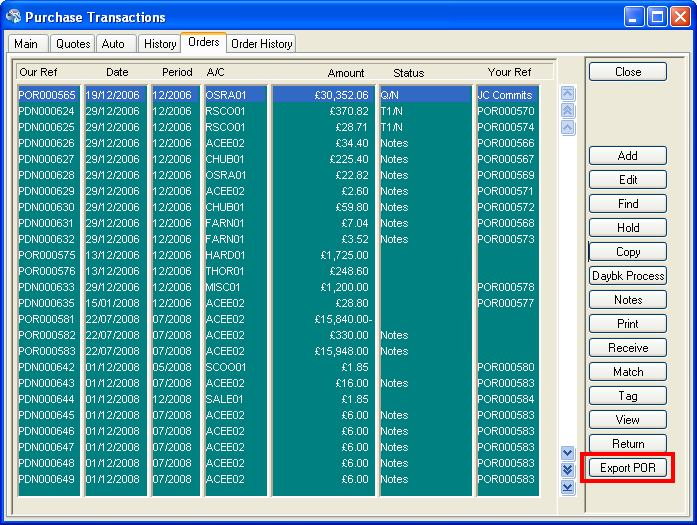 Purchase Transactions
Main Quotes Auto History Orders Order History
Our Ref Date Period A/C Amount Status Your Ref
POR000565 19/12/2006 12/2006 OSRA01 £30,352.06 Q/N JC Commits
PDN000624 29/12/2006 12/2006 RSCO01 £370.82 T1/N POR000570
PDN000625 29/12/2006 12/2006 RSCO01 £28.71 T1/N POR000574
PDN000626 29/12/2006 12/2006 ACEE02 £34.40 Notes POR000566
PDN000627 29/12/2006 12/2006 CHUB01 £225.40 Notes POR000567
PDN000628 29/12/2006 12/2006 OSRA01 £22.82 Notes POR000569
PDN000629 29/12/2006 12/2006 ACEE02 £2.60 Notes POR000571
PDN000630 29/12/2006 12/2006 CHUB01 £59.80 Notes POR000572
PDN000631 29/12/2006 12/2006 FARN01 £7.04 Notes POR000568
PDN000632 29/12/2006 12/2006 FARN01 £3.52 Notes POR000573
POR000575 13/12/2006 12/2006 HARD01 £1,725.00
POR000576 13/12/2006 12/2006 THOR01 £248.60
PDN000633 29/12/2006 12/2006 MISC01 £1,200.00 POR000578
PDN000635 15/01/2008 12/2006 ACEE02 £28.80 POR000577
POR000581 22/07/2008 07/2008 ACEE02 £15,840.00-
POR000582 22/07/2008 07/2008 ACEE02 £330.00 Notes
POR000583 22/07/2008 07/2008 ACEE02 £15,948.00 Notes
PDN000642 01/12/2008 05/2008 SCOO01 £1.85 POR000580
PDN000643 01/12/2008 07/2008 ACEE02 £16.00 Notes POR000583
PDN000644 01/12/2008 12/2008 SALE01 £1.85 POR000584
PDN000645 01/12/2008 07/2008 ACEE02 £6.00 Notes POR000583
PDN000646 01/12/2008 07/2008 ACEE02 £6.00 Notes POR000583
PDN000647 01/12/2008 07/2008 ACEE02 £6.00 Notes POR000583
PDN000648 01/12/2008 07/2008 ACEE02 £6.00 Notes POR000583
PDN000649 01/12/2008 07/2008 ACEE02 £6.00 Notes POR000583
Close
Add
Edit
Find
Hold
Copy
Daybk Process
Notes
Print
Receive
Match
Tag
View
Return
Export POR